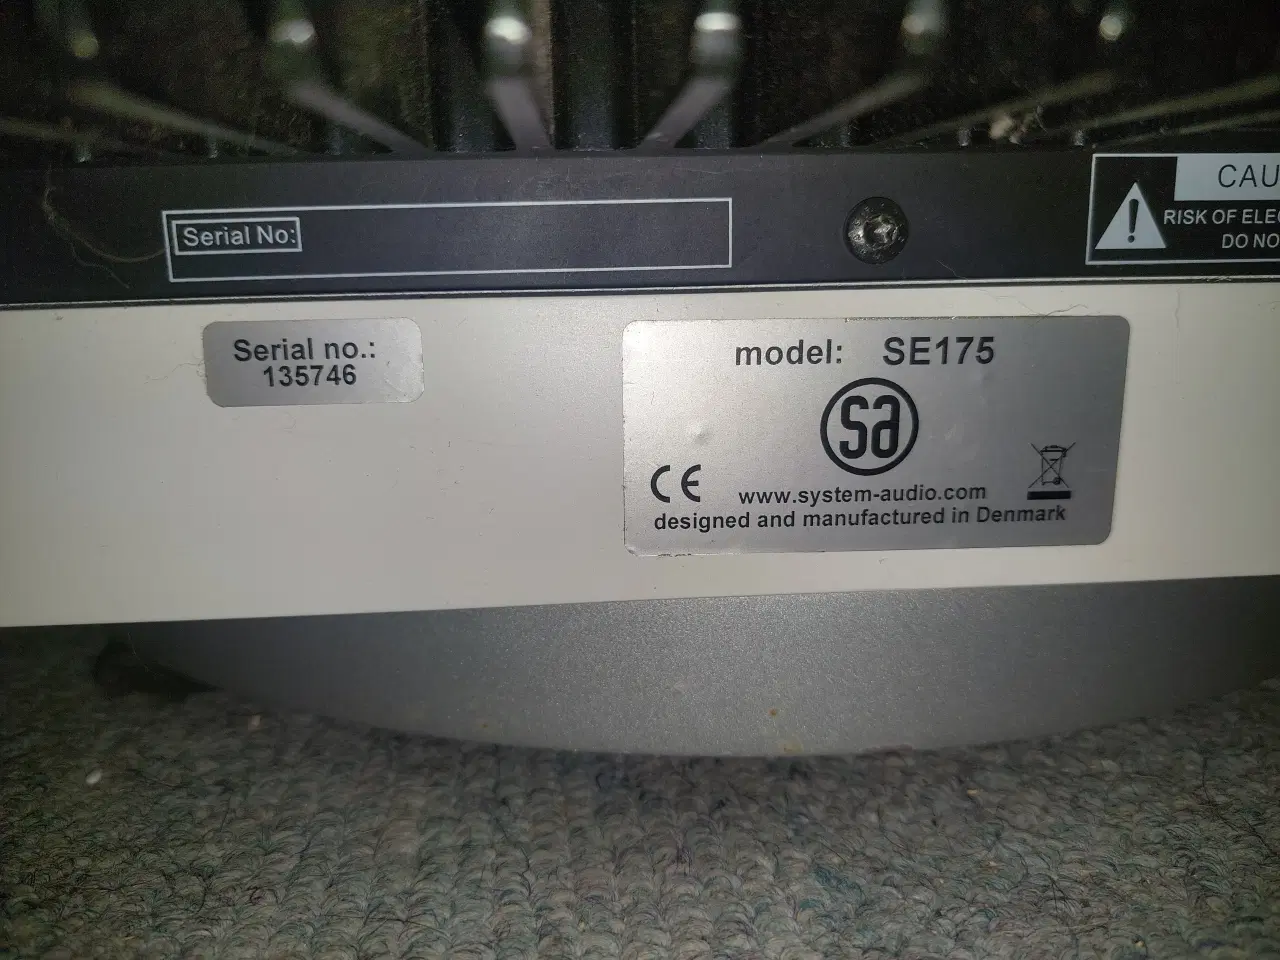 Serial No:
CAU
RISK OF ELEC
DO NO
Serial no.:
135746
model: SE175
sa
CE
www.system-audio.com
designed and manufactured in Denmark